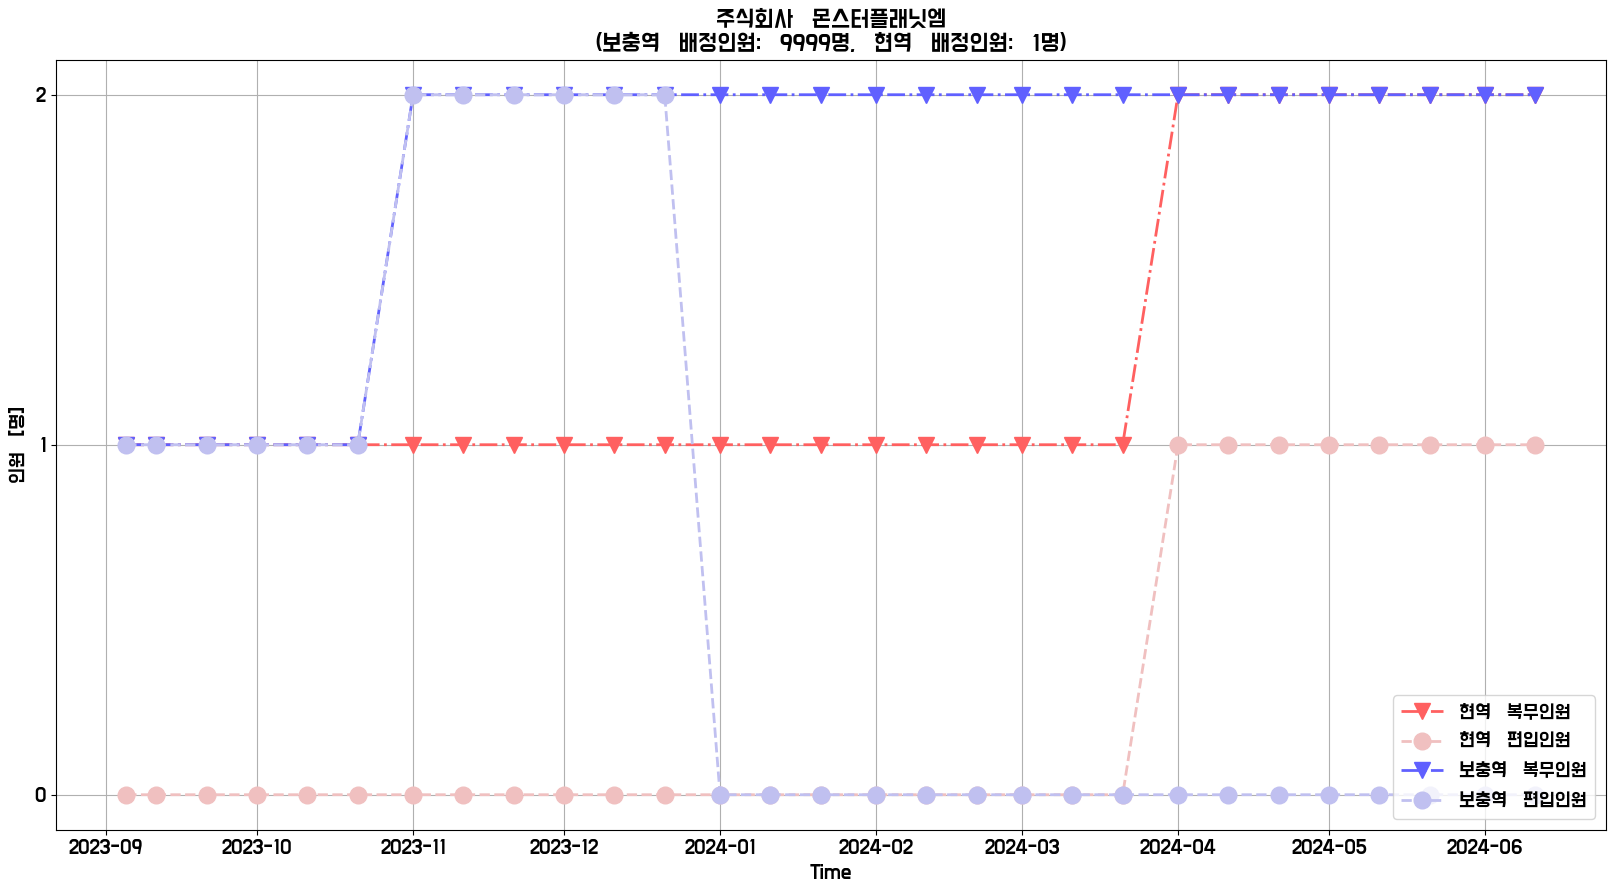 주식회사 몬스터플래닛엠
(보충역 배정인원: 9999명, 현역 배정인원: 1명)
인원 [명]
2
1
0
현역 복무인원
현역 편입인원
보충역 복무인원
보충역 편입인원
2023-09 2023-10 2023-11 2023-12 2024-01 2024-02 2024-03 2024-04 2024-05 2024-06
Time